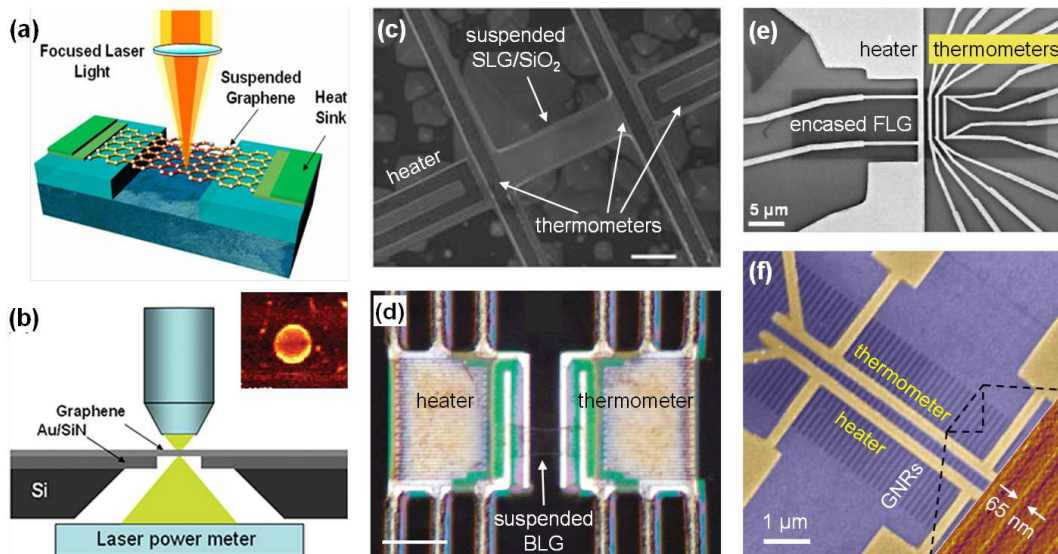 (a)
Focused Laser
Light
Suspended
Graphene
Heat
Sink
(b)
Graphene
Au/SiN
Si
Laser power meter
(c)
suspended
SLG/SiO₂
heater
thermometers
(d)
heater
thermometer
suspended
BLG
(e)
heater
thermometers
encased FLG
5 μm
(f)
thermometer
heater
GNRs
65 nm
1 μm